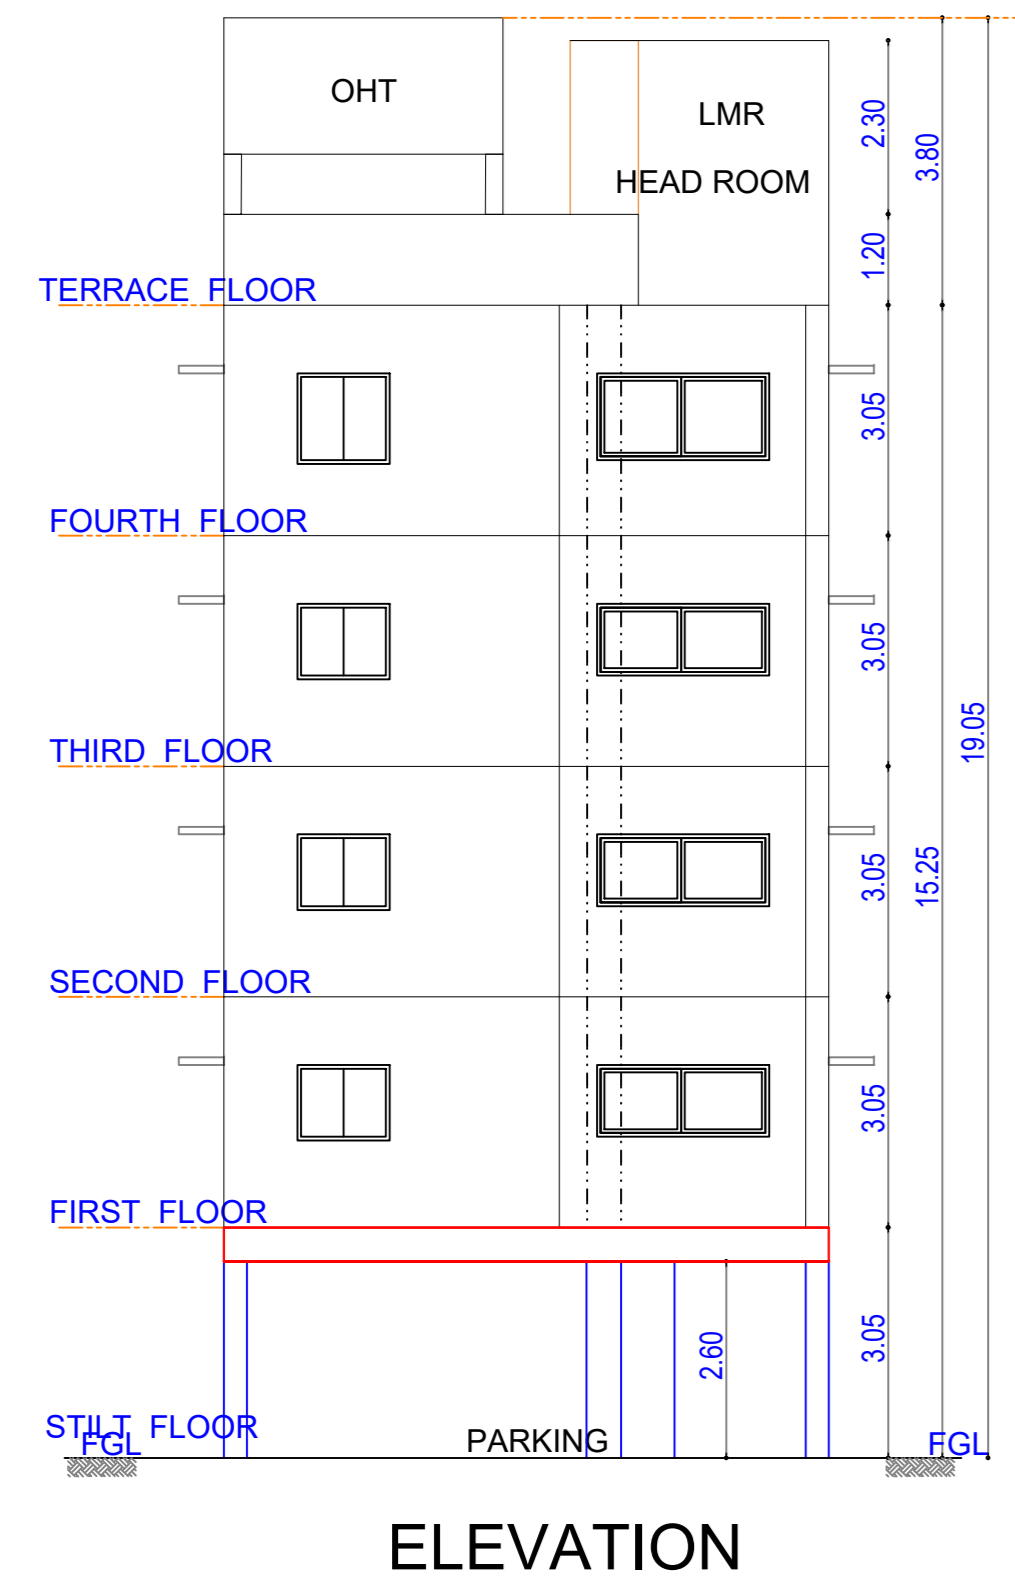 OHT
LMR
HEAD ROOM
2.30
3.80
1.20
TERRACE FLOOR
3.05
FOURTH FLOOR
3.05
19.05
THIRD FLOOR
3.05
15.25
SECOND FLOOR
3.05
FIRST FLOOR
3.05
2.60
STILT FLOOR
FGL
PARKING
FGL
ELEVATION